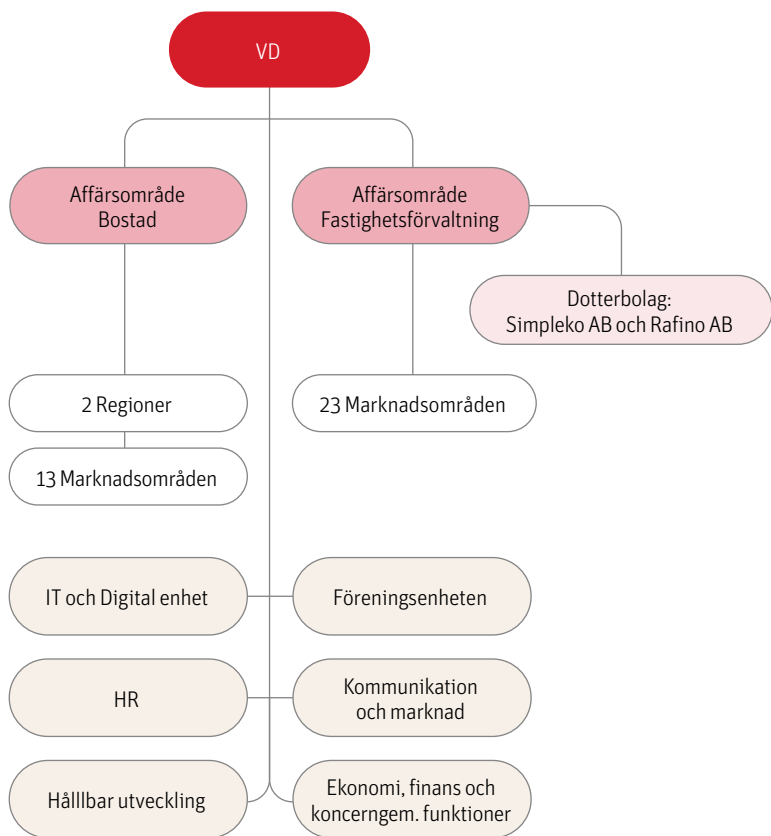 VD
Affärsområde
Bostad
Affärsområde
Fastighetsförvaltning
Dotterbolag:
Simpleko AB och Rafino AB
2 Regioner
23 Marknadsområden
13 Marknadsområden
IT och Digital enhet
Föreningsenheten
HR
Kommunikation
och marknad
Hålllbar utveckling
Ekonomi, finans och
koncerngem. funktioner